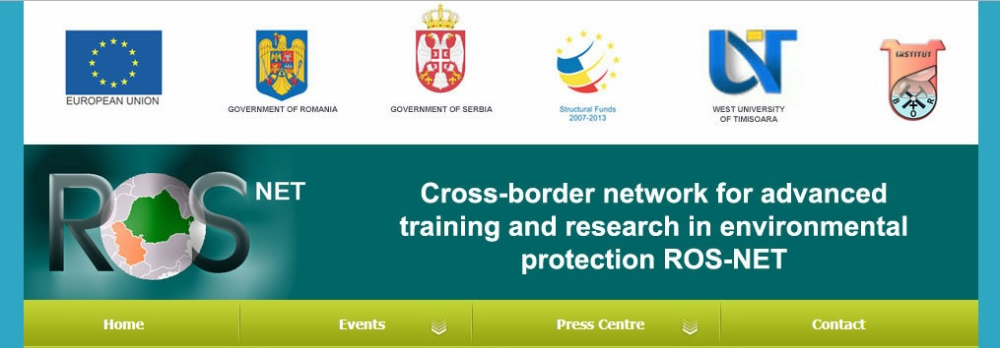 EUROPEAN UNION
GOVERNMENT OF ROMANIA
GOVERNMENT OF SERBIA
Structural Funds
2007-2013
UVT
WEST UNIVERSITY
OF TIMISOARA
INSTITUT
B O R
ROS NET
Cross-border network for advanced
training and research in environmental
protection ROS-NET
Home
Events
Press Centre
Contact